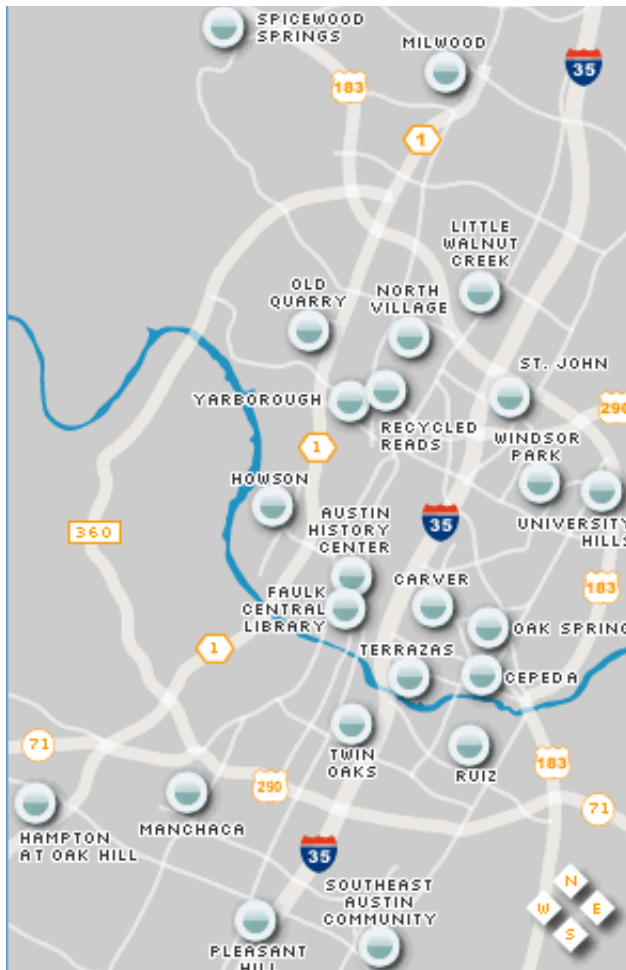 SPICEWOOD
SPRINGS
MILWOOD
35
183
1
LITTLE
WALNUT
CREEK
OLD
QUARRY
NORTH
VILLAGE
ST. JOHN
YARBOROUGH
290
RECYCLED
READS
WINDSOR
PARK
1
HOWSON
AUSTIN
HISTORY
CENTER
35
UNIVERSITY
HILLS
360
CARVER
183
FAULK
CENTRAL
LIBRARY
OAK SPRING
1
TERRAZAS
CEPEDA
71
TWIN
OAKS
RUIZ
183
290
71
HAMPTON
AT OAK HILL
MANCHACA
35
SOUTHEAST
AUSTIN
COMMUNITY
N
W
E
S
PLEASANT
HILL